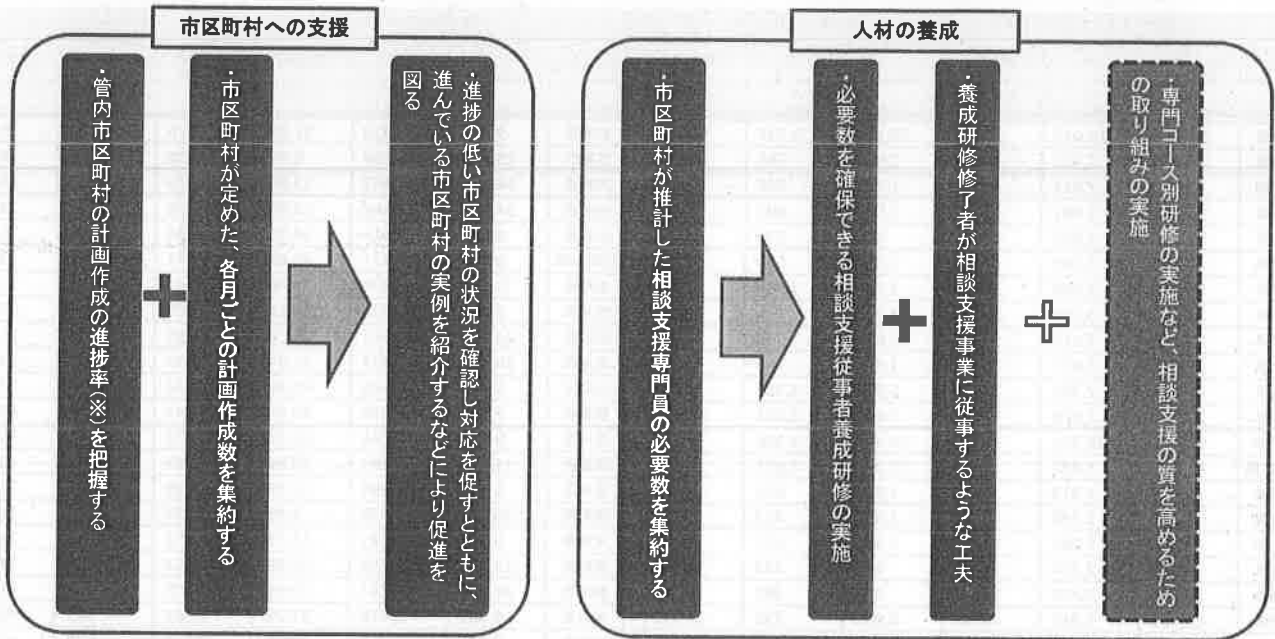 市区町村への支援
・管内市区町村の計画作成の進捗率(※)を把握する
・市区町村が定めた、各月ごとの計画作成数を集約する
・進捗の低い市区町村の状況を確認し対応を促すとともに、
進んでいる市区町村の実例を紹介するなどにより促進を
図る
人材の養成
・市区町村が推計した相談支援専門員の必要数を集約する
・必要数を確保できる相談支援従事者養成研修の実施
・養成研修修了者が相談支援事業に従事するような工夫
・専門コース別研修の実施など、相談支援の質を高めるため
の取り組みの実施